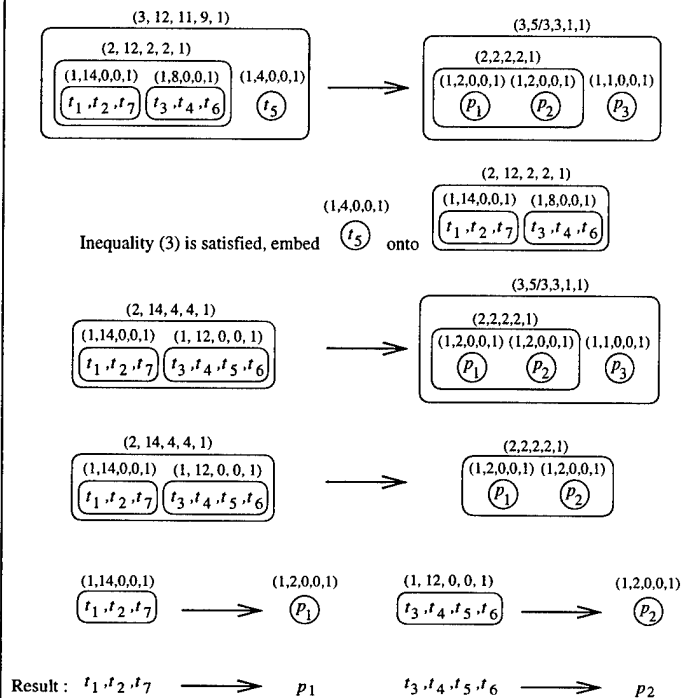 (3, 12, 11, 9, 1) (3,5/3,3,1,1)
(2, 12, 2, 2, 1) (2,2,2,2,1)
(1,14,0,0,1) (1,8,0,0,1) (1,4,0,0,1) (1,2,0,0,1) (1,2,0,0,1) (1,1,0,0,1)
t1 ,t2 ,t7 t3 ,t4 ,t6 t5 p1 p2 p3
(2, 12, 2, 2, 1)
(1,4,0,0,1) (1,14,0,0,1) (1,8,0,0,1)
Inequality (3) is satisfied, embed t5 onto t1 ,t2 ,t7 t3 ,t4 ,t6
(3,5/3,3,1,1)
(2, 14, 4, 4, 1) (2,2,2,2,1)
(1,14,0,0,1) (1, 12, 0, 0, 1) (1,2,0,0,1) (1,2,0,0,1) (1,1,0,0,1)
t1 ,t2 ,t7 t3 ,t4 ,t5 ,t6 p1 p2 p3
(2, 14, 4, 4, 1) (2,2,2,2,1)
(1,14,0,0,1) (1, 12, 0, 0, 1) (1,2,0,0,1) (1,2,0,0,1)
t1 ,t2 ,t7 t3 ,t4 ,t5 ,t6 p1 p2
(1,14,0,0,1) (1,2,0,0,1) (1, 12, 0, 0, 1) (1,2,0,0,1)
t1 ,t2 ,t7 p1 t3 ,t4 ,t5 ,t6 p2
Result : t1 ,t2 ,t7 p1 t3 ,t4 ,t5 ,t6 p2